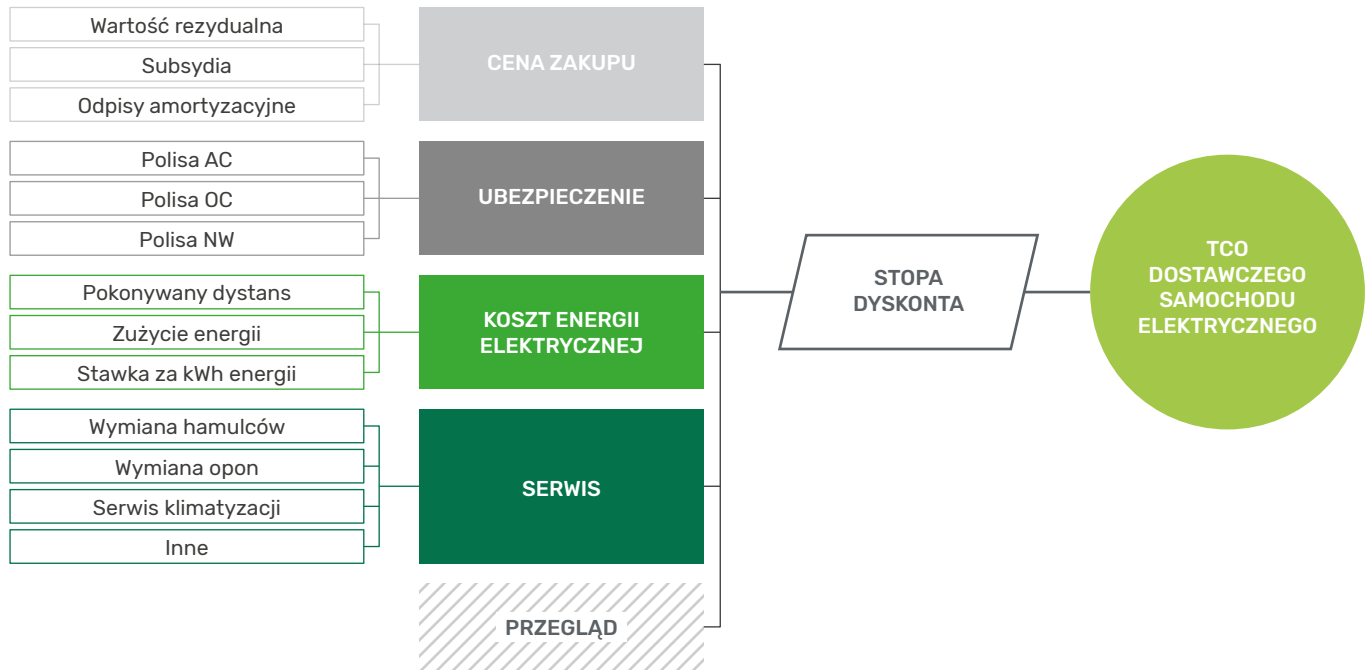 Wartość rezydualna
Subsydia
Odpisy amortyzacyjne
CENA ZAKUPU
Polisa AC
Polisa OC
Polisa NW
UBEZPIECZENIE
Pokonywany dystans
Zużycie energii
Stawka za kWh energii
KOSZT ENERGII
ELEKTRYCZNEJ
Wymiana hamulców
Wymiana opon
Serwis klimatyzacji
Inne
SERWIS
PRZEGLĄD
STOPA
DYSKONTA
TCO
DOSTAWCZEGO
SAMOCHODU
ELEKTRYCZNEGO